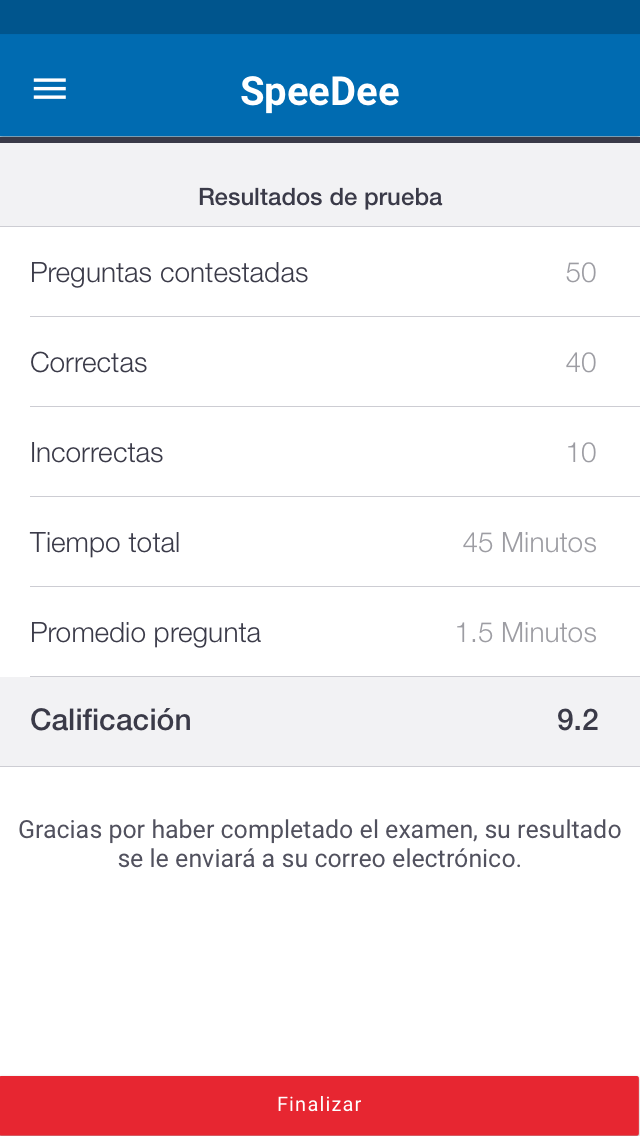 SpeeDee
Resultados de prueba
Preguntas contestadas 50
Correctas 40
Incorrectas 10
Tiempo total 45 Minutos
Promedio pregunta 1.5 Minutos
Calificación 9.2
Gracias por haber completado el examen, su resultado
se le enviará a su correo electrónico.
Finalizar